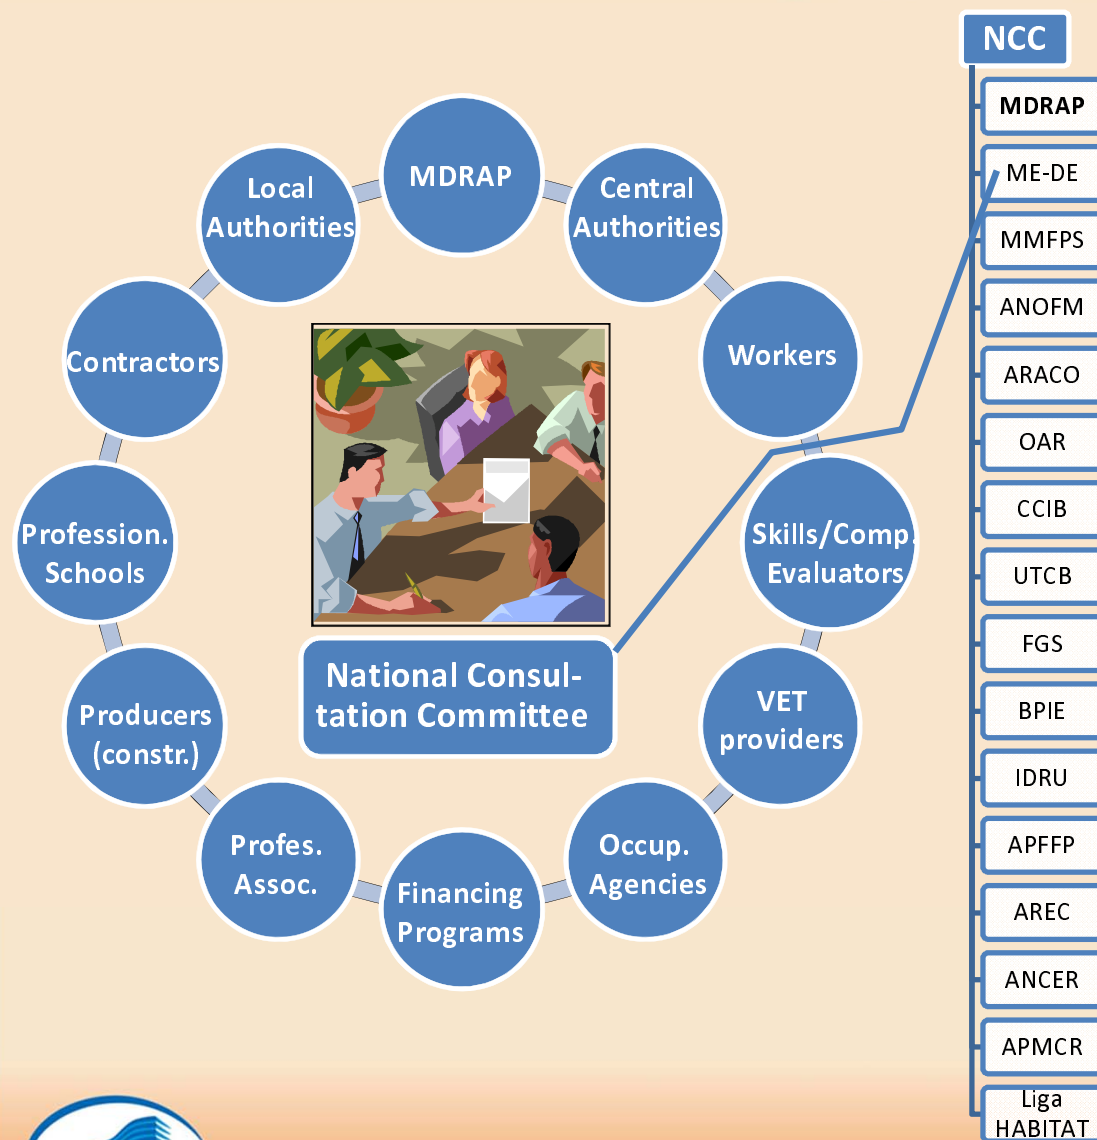 NCC
MDRAP
ME-DE
MMFPS
ANOFM
ARACO
OAR
CCIB
UTCB
FGS
BPIE
IDRU
APFFP
AREC
ANCER
APMCR
Liga
HABITAT
MDRAP
Central
Authorities
Workers
Skills/Comp.
Evaluators
VET
providers
Occup.
Agencies
Financing
Programs
Profes.
Assoc.
Producers
(constr.)
Profession.
Schools
Contractors
Local
Authorities
National Consul-
tation Committee